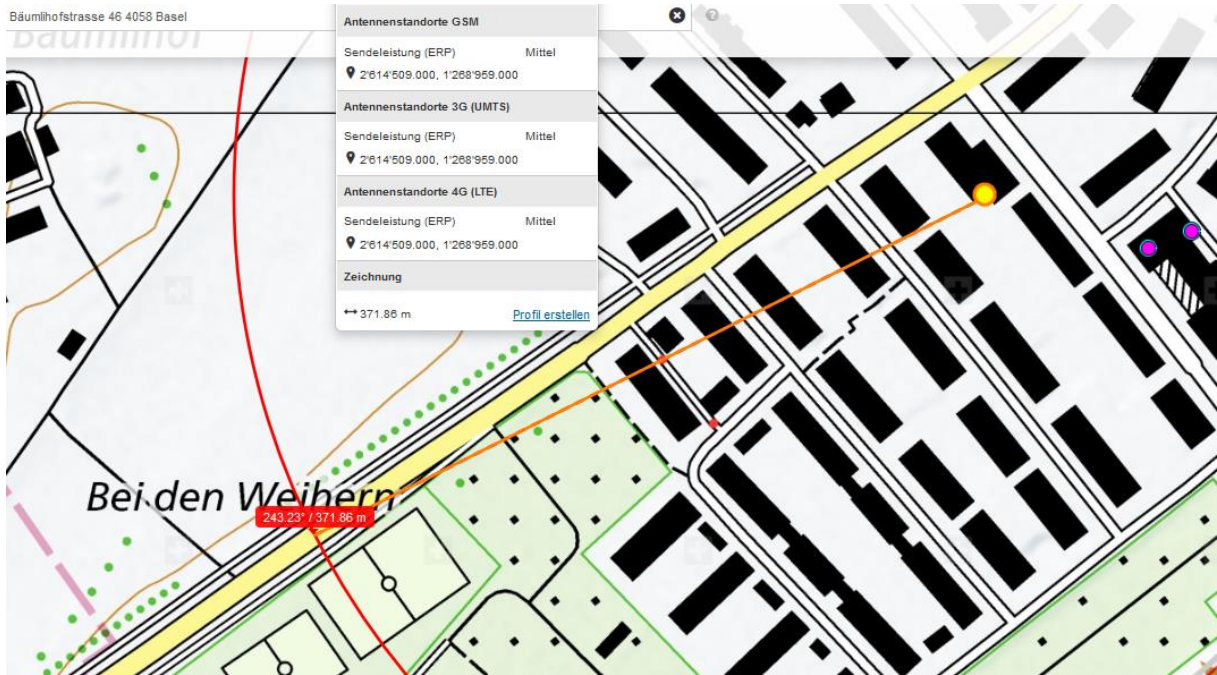 Bäumlihofstrasse 46 4058 Basel
Bäumlihof
Antennenstandorte GSM
Sendeleistung (ERP) Mittel
2'614'509.000, 1'268'959.000
Antennenstandorte 3G (UMTS)
Sendeleistung (ERP) Mittel
2'614'509.000, 1'268'959.000
Antennenstandorte 4G (LTE)
Sendeleistung (ERP) Mittel
2'614'509.000, 1'268'959.000
Zeichnung
371.86 m Profil erstellen
Bei den Weihern
243.23° / 371.86 m